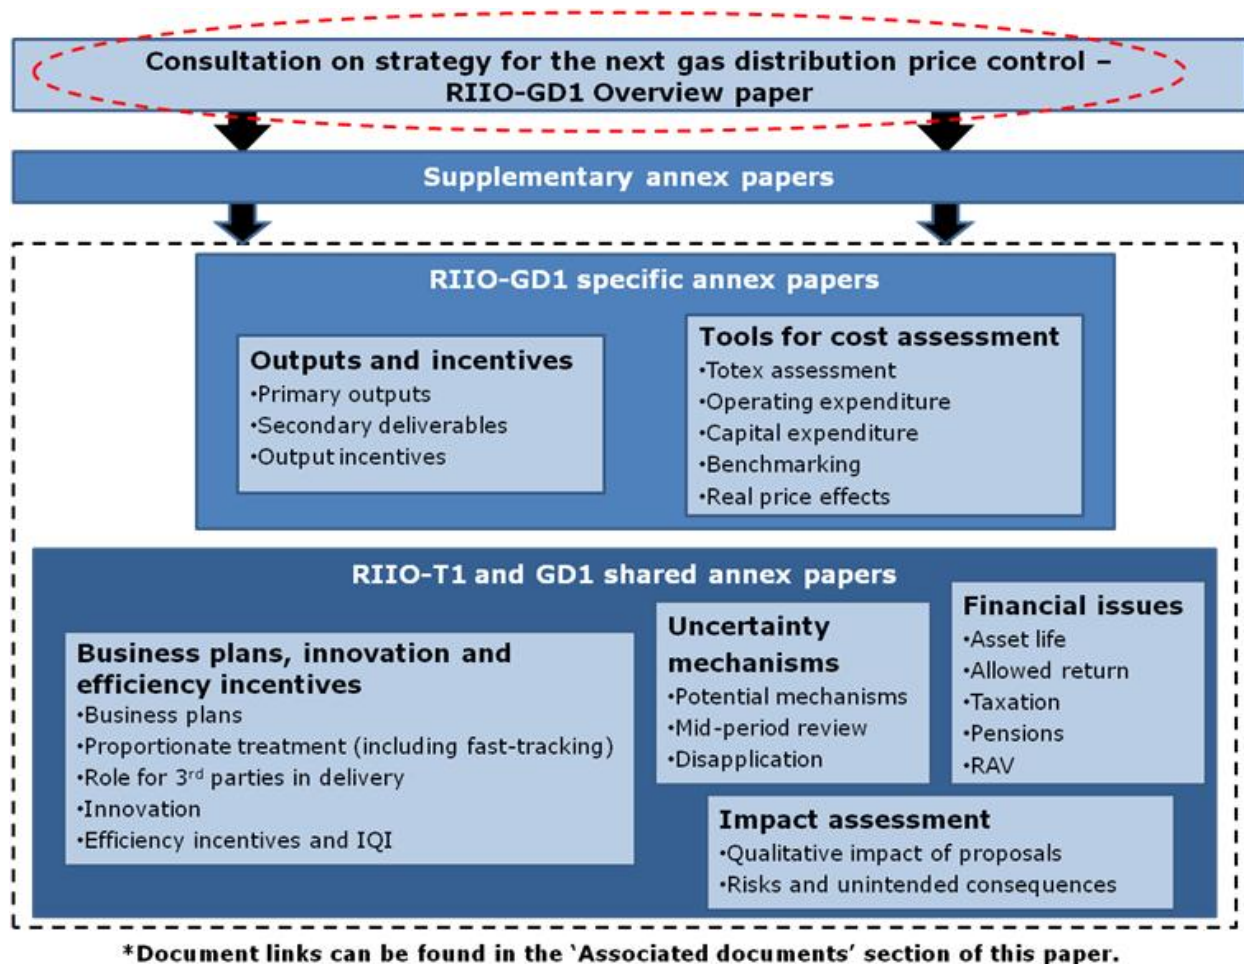 Consultation on strategy for the next gas distribution price control –
RIIO-GD1 Overview paper
Supplementary annex papers
RIIO-GD1 specific annex papers
Outputs and incentives
•Primary outputs
•Secondary deliverables
•Output incentives
Tools for cost assessment
•Totex assessment
•Operating expenditure
•Capital expenditure
•Benchmarking
•Real price effects
RIIO-T1 and GD1 shared annex papers
Business plans, innovation and
efficiency incentives
•Business plans
•Proportionate treatment (including fast-tracking)
•Role for 3rd parties in delivery
•Innovation
•Efficiency incentives and IQI
Uncertainty
mechanisms
•Potential mechanisms
•Mid-period review
•Disapplication
Financial issues
•Asset life
•Allowed return
•Taxation
•Pensions
•RAV
Impact assessment
•Qualitative impact of proposals
•Risks and unintended consequences
*Document links can be found in the ‘Associated documents’ section of this paper.